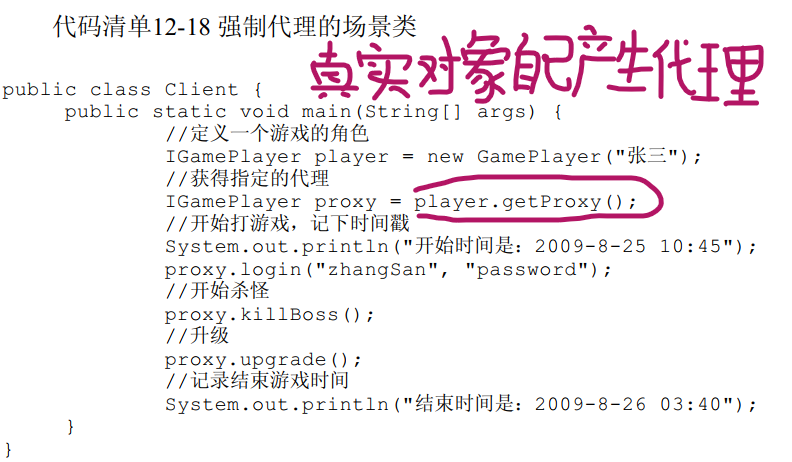 代码清单12-18 强制代理的场景类
真实对象自己产生代理
public class Client {
public static void main(String[] args) {
//定义一个游戏的角色
IGamePlayer player = new GamePlayer("张三");
//获得指定的代理
IGamePlayer proxy = player.getProxy();
//开始打游戏，记下时间戳
System.out.println("开始时间是：2009-8-25 10:45");
proxy.login("zhangSan", "password");
//开始杀怪
proxy.killBoss();
//升级
proxy.upgrade();
//记录结束游戏时间
System.out.println("结束时间是：2009-8-26 03:40");
}
}